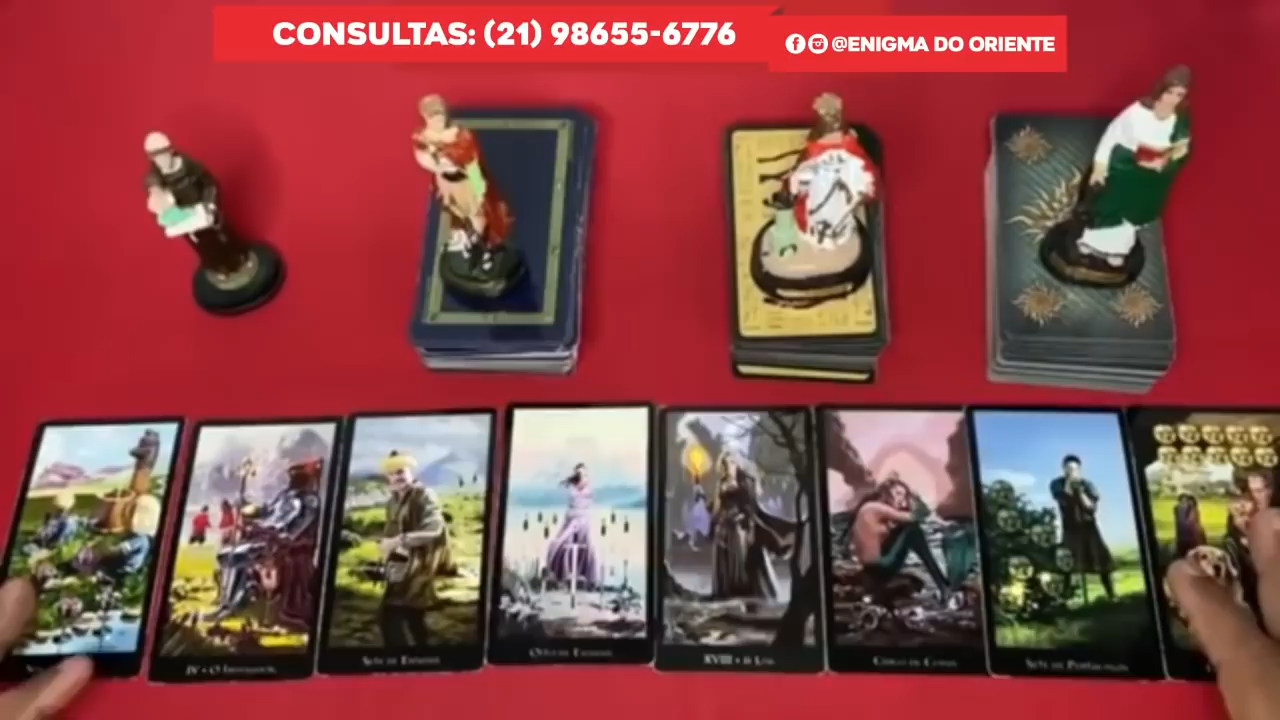 CONSULTAS: (21) 98655-6776
@ENIGMA DO ORIENTE
IV • O Imperador
Sete de Espadas
Oito de Espadas
XVIII • A Lua
Cinco de Copas
Sete de Pentáculos